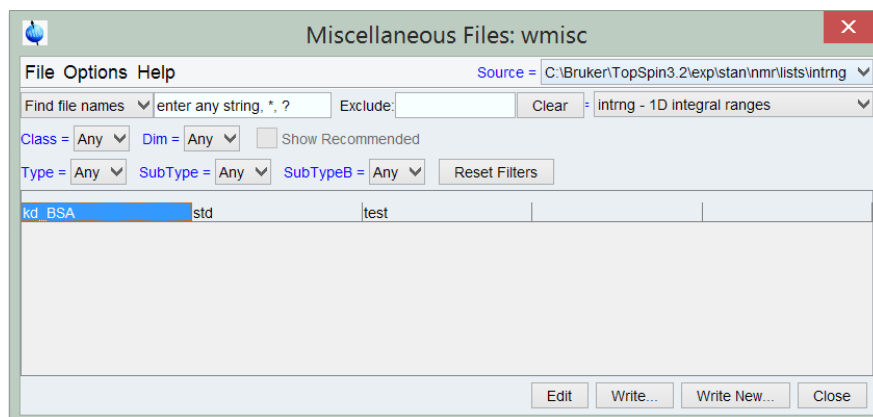 Miscellaneous Files: wmisc
File Options Help Source = C:\Bruker\TopSpin3.2\exp\stan\nmr\lists\intrng
Find file names enter any string, *, ? Exclude: Clear = intrng - 1D integral ranges
Class = Any Dim = Any Show Recommended
Type = Any SubType = Any SubTypeB = Any Reset Filters
kd_BSA std test
Edit Write... Write New... Close